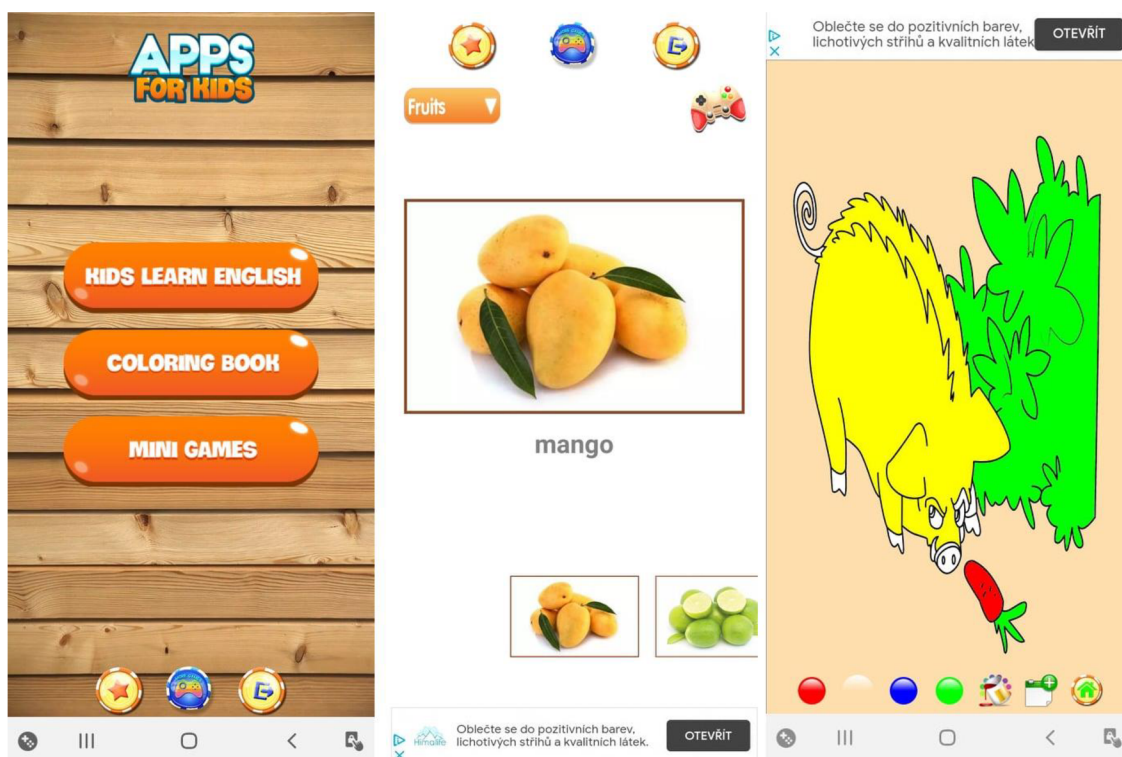 APPS
FOR KIDS
KIDS LEARN ENGLISH
COLORING BOOK
MINI GAMES
Fruits
mango
Himalife
Oblečte se do pozitivních barev,
lichotivých střihů a kvalitních látek.
OTEVŘÍT
Oblečte se do pozitivních barev,
lichotivých střihů a kvalitních látek
OTEVŘÍT